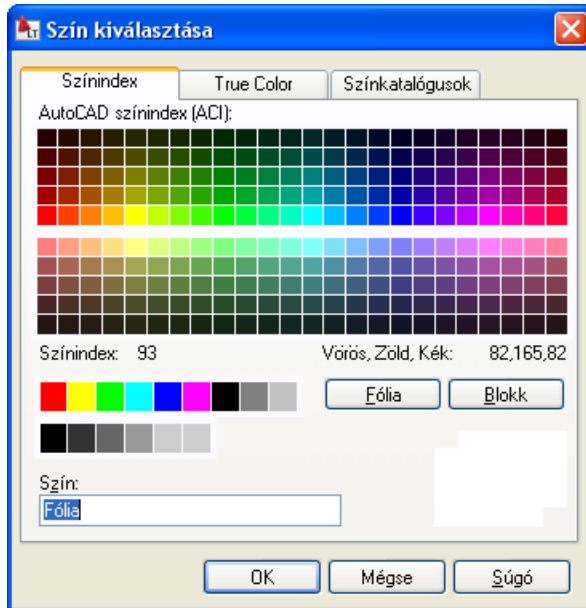 LT Szín kiválasztása
Színindex True Color Színkatalógusok
AutoCAD színindex (ACI):
Színindex: 93 Vörös, Zöld, Kék: 82,165,82
Fólia Blokk
Szín:
Fólia
OK Mégse Súgó